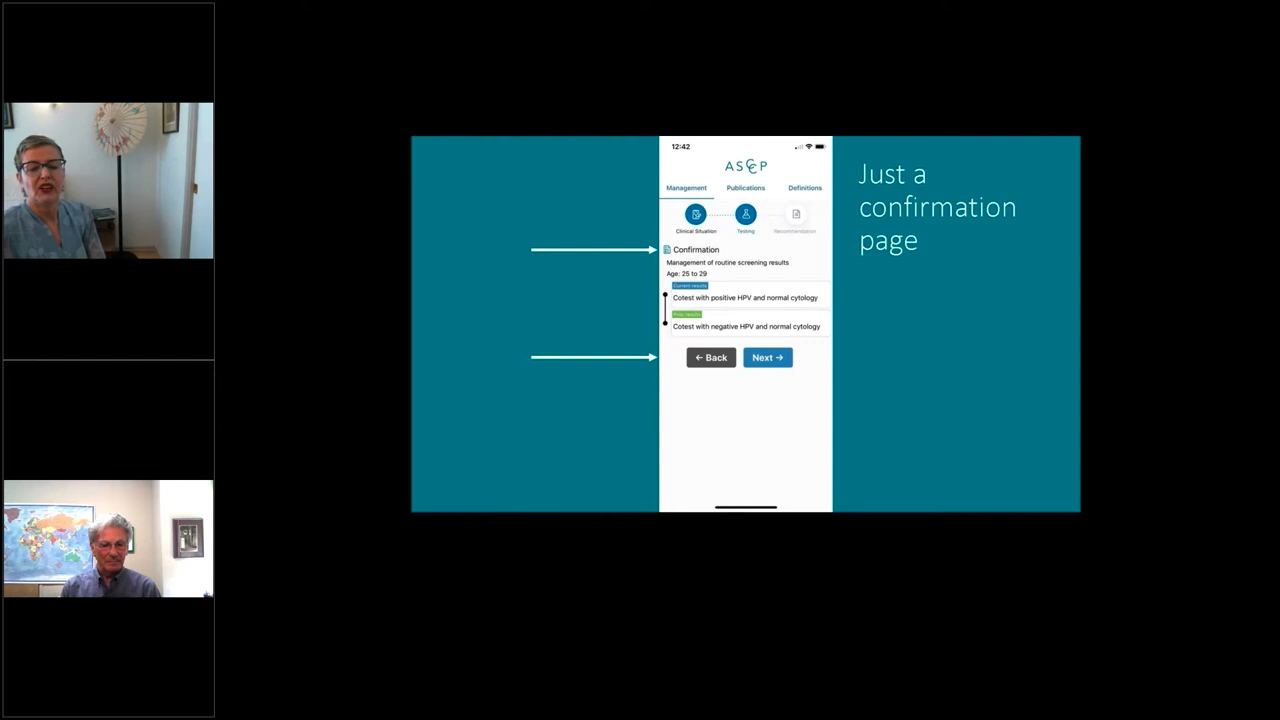 12:42
ASCCP
Management Publications Definitions
Clinical Situation Testing Recommendation
Confirmation
Management of routine screening results
Age: 25 to 29
Current results
Cotest with positive HPV and normal cytology
Prior results
Cotest with negative HPV and normal cytology
← Back Next →
Just a
confirmation
page